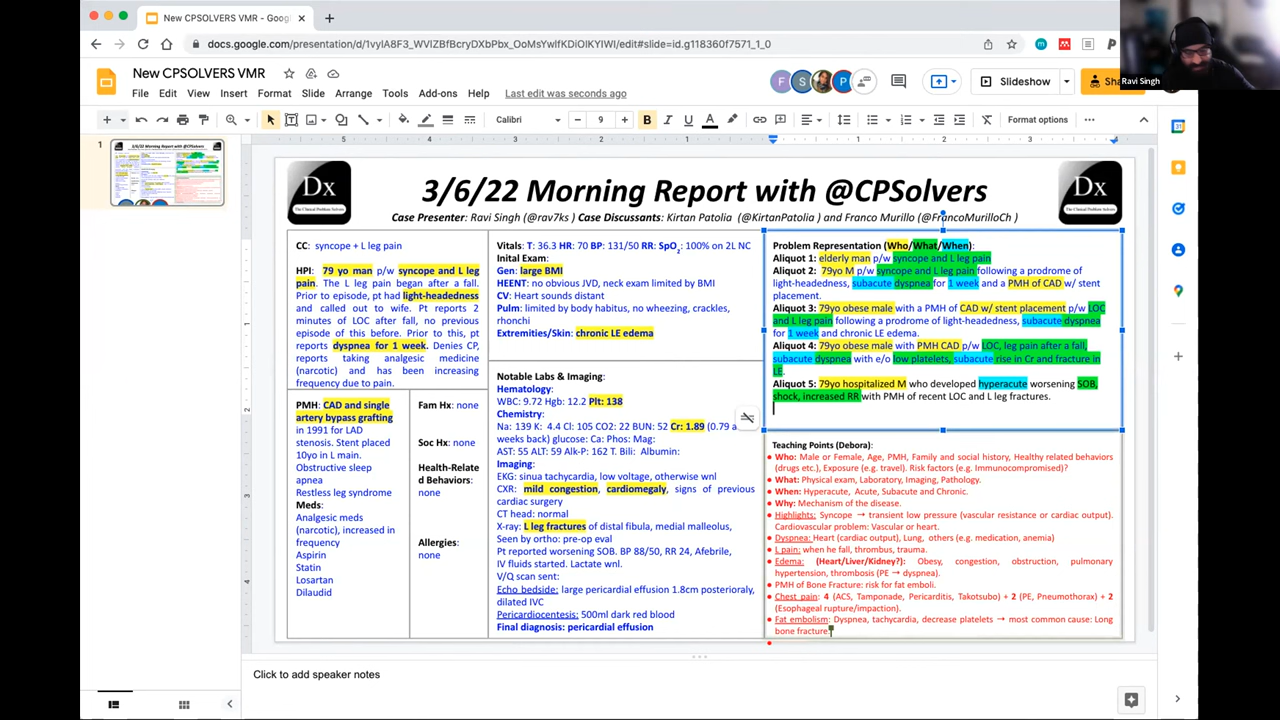 New CPSOLVERS VMR - Goog
docs.google.com/presentation/d/1vyIA8F3_WVIZBfBcryDXbPbx_OoMsYwlfKDiOlKYIWI/edit#slide=id.g118360f7571_1_0
New CPSOLVERS VMR
File Edit View Insert Format Slide Arrange Tools Add-ons Help Last edit was seconds ago
Slideshow
Ravi Singh
Calibri 9 Format options
1
Dx
The Clinical Problem Solvers
3/6/22 Morning Report with @CPSolvers
Case Presenter: Ravi Singh (@rav7ks ) Case Discussants: Kirtan Patolia (@KirtanPatolia ) and Franco Murillo (@FrancoMurilloCh )
Dx
The Clinical Problem Solvers
CC: syncope + L leg pain
HPI: 79 yo man p/w syncope and L leg
pain. The L leg pain began after a fall.
Prior to episode, pt had light-headedness
and called out to wife. Pt reports 2
minutes of LOC after fall, no previous
episode of this before. Prior to this, pt
reports dyspnea for 1 week. Denies CP,
reports taking analgesic medicine
(narcotic) and has been increasing
frequency due to pain.
PMH: CAD and single
artery bypass grafting
in 1991 for LAD
stenosis. Stent placed
10yo in L main.
Obstructive sleep
apnea
Restless leg syndrome
Meds:
Analgesic meds
(narcotic), increased in
frequency
Aspirin
Statin
Losartan
Dilaudid
Fam Hx: none
Soc Hx: none
Health-Relate
d Behaviors:
none
Allergies:
none
Vitals: T: 36.3 HR: 70 BP: 131/50 RR: SpO2: 100% on 2L NC
Inital Exam:
Gen: large BMI
HEENT: no obvious JVD, neck exam limited by BMI
CV: Heart sounds distant
Pulm: limited by body habitus, no wheezing, crackles,
rhonchi
Extremities/Skin: chronic LE edema
Notable Labs & Imaging:
Hematology:
WBC: 9.72 Hgb: 12.2 Plt: 138
Chemistry:
Na: 139 K: 4.4 Cl: 105 CO2: 22 BUN: 52 Cr: 1.89 (0.79 a
weeks back) glucose: Ca: Phos: Mag:
AST: 55 ALT: 59 Alk-P: 162 T. Bili: Albumin:
Imaging:
EKG: sinus tachycardia, low voltage, otherwise wnl
CXR: mild congestion, cardiomegaly, signs of previous
cardiac surgery
CT head: normal
X-ray: L leg fractures of distal fibula, medial malleolus,
Seen by ortho: pre-op eval
Pt reported worsening SOB. BP 88/50, RR 24, Afebrile,
IV fluids started. Lactate wnl.
V/Q scan sent:
Echo bedside: large pericardial effusion 1.8cm posterioraly,
dilated IVC
Pericardiocentesis: 500ml dark red blood
Final diagnosis: pericardial effusion
Problem Representation (Who/What/When):
Aliquot 1: elderly man p/w syncope and L leg pain
Aliquot 2: 79yo M p/w syncope and L leg pain following a prodrome of
light-headedness, subacute dyspnea for 1 week and a PMH of CAD w/ stent
placement.
Aliquot 3: 79yo obese male with a PMH of CAD w/ stent placement p/w LOC
and L leg pain following a prodrome of light-headedness, subacute dyspnea
for 1 week and chronic LE edema.
Aliquot 4: 79yo obese male with PMH CAD p/w LOC, leg pain after a fall,
subacute dyspnea with e/o low platelets, subacute rise in Cr and fracture in
LE.
Aliquot 5: 79yo hospitalized M who developed hyperacute worsening SOB,
shock, increased RR with PMH of recent LOC and L leg fractures.
Teaching Points (Debora):
Who: Male or Female, Age, PMH, Family and social history, Healthy related behaviors
(drugs etc.), Exposure (e.g. travel). Risk factors (e.g. Immunocompromised)?
What: Physical exam, Laboratory, Imaging, Pathology.
When: Hyperacute, Acute, Subacute and Chronic.
Why: Mechanism of the disease.
Highlights: Syncope → transient low pressure (vascular resistance or cardiac output).
Cardiovascular problem: Vascular or heart.
Dyspnea: Heart (cardiac output), Lung, others (e.g. medication, anemia)
L pain: when he fall, thrombus, trauma.
Edema: (Heart/Liver/Kidney?): Obesy, congestion, obstruction, pulmonary
hypertension, thrombosis (PE → dyspnea).
PMH of Bone Fracture: risk for fat emboli.
Chest pain: 4 (ACS, Tamponade, Pericarditis, Takotsubo) + 2 (PE, Pneumothorax) + 2
(Esophageal rupture/impaction).
Fat embolism: Dyspnea, tachycardia, decrease platelets → most common cause: Long
bone fracture.
Click to add speaker notes